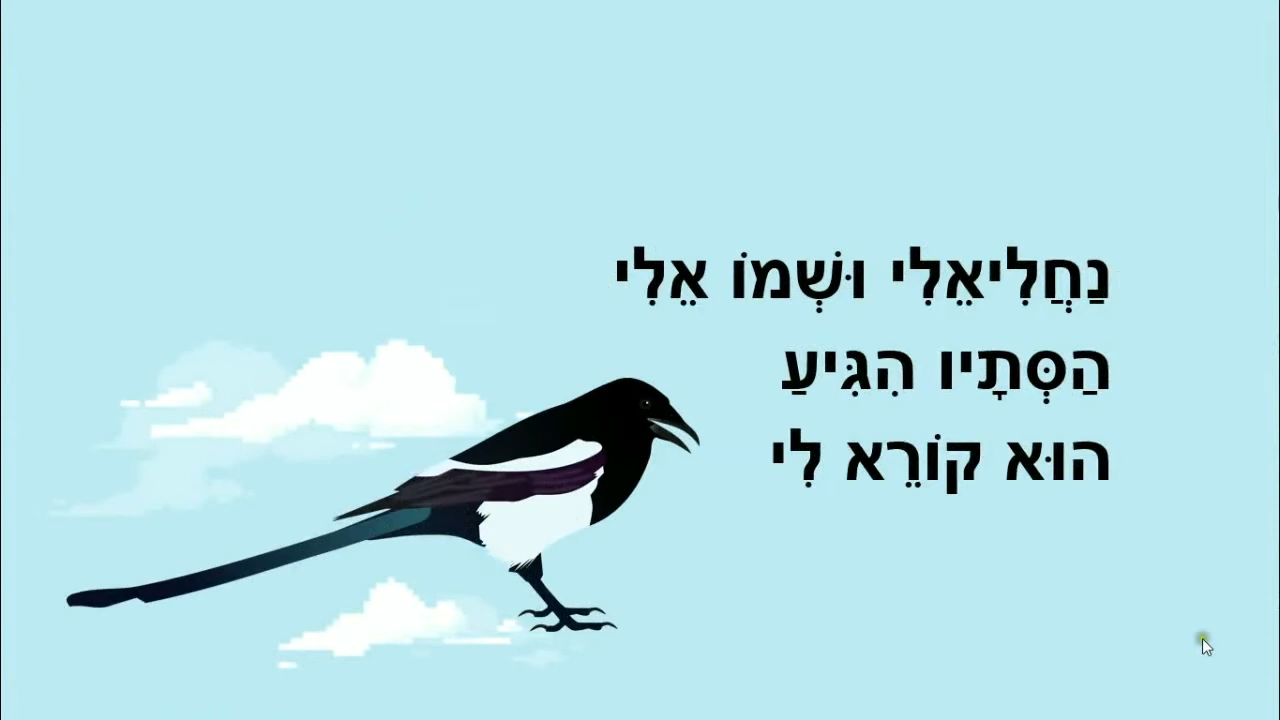 נַחֲלִיאֵלִי וּשְׁמוֹ אֵלִי
הַסְּתָיו הִגִּיעַ
הוּא קוֹרֵא לִי